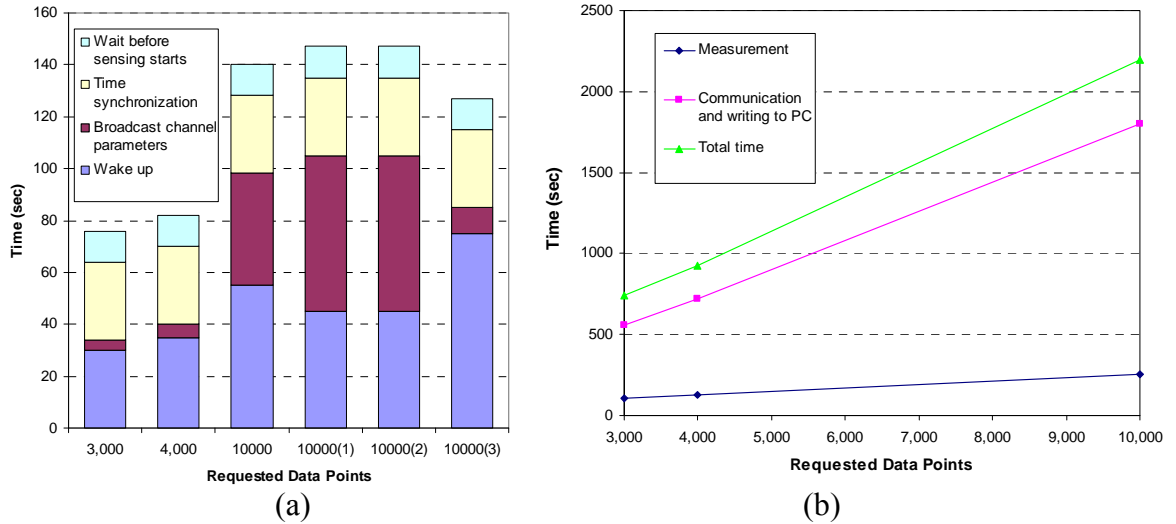 160
140
120
100
80
60
40
20
0
Time (sec)
Wait before
sensing starts
Time
synchronization
Broadcast channel
parameters
Wake up
3,000 4,000 10000 10000(1) 10000(2) 10000(3)
Requested Data Points
(a)
2500
2000
1500
1000
500
0
Time (sec)
Measurement
Communication
and writing to PC
Total time
3,000 4,000 5,000 6,000 7,000 8,000 9,000 10,000
Requested Data Points
(b)